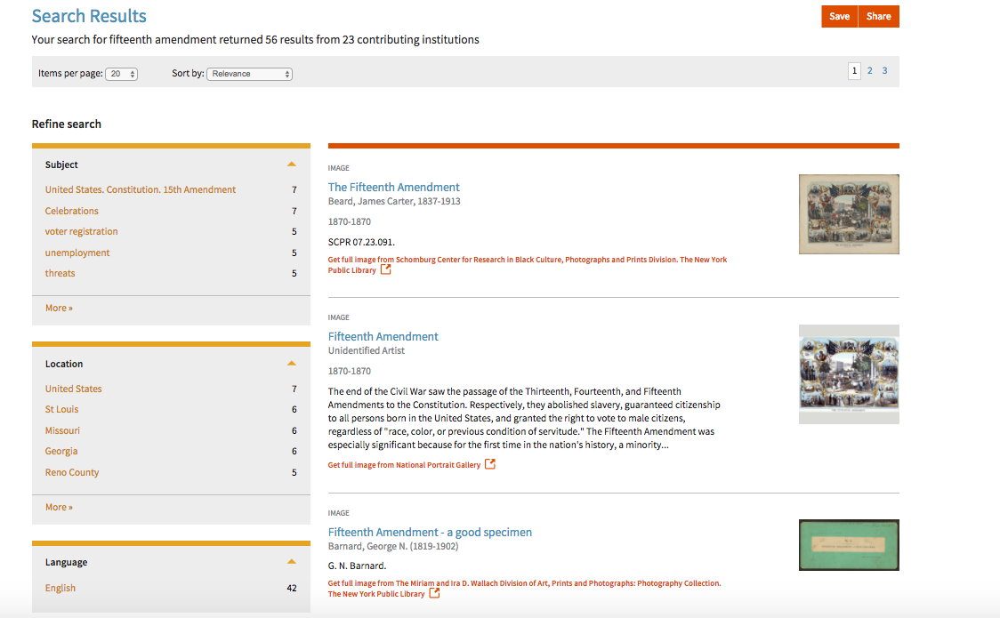 Search Results
Save
Share
Your search for fifteenth amendment returned 56 results from 23 contributing institutions
Items per page: 20
Sort by: Relevance
1 2 3
Refine search
Subject
United States. Constitution. 15th Amendment 7
Celebrations 7
voter registration 5
unemployment 5
threats 5
More »
Location
United States 7
St Louis 6
Missouri 6
Georgia 6
Reno County 5
More »
Language
English 42
IMAGE
The Fifteenth Amendment
Beard, James Carter, 1837-1913
1870-1870
SCPR 07.23.091.
Get full image from Schomburg Center for Research in Black Culture, Photographs and Prints Division. The New York
Public Library
IMAGE
Fifteenth Amendment
Unidentified Artist
1870-1870
The end of the Civil War saw the passage of the Thirteenth, Fourteenth, and Fifteenth
Amendments to the Constitution. Respectively, they abolished slavery, guaranteed citizenship
to all persons born in the United States, and granted the right to vote to male citizens,
regardless of "race, color, or previous condition of servitude." The Fifteenth Amendment was
especially significant because for the first time in the nation's history, a minority...
Get full image from National Portrait Gallery
IMAGE
Fifteenth Amendment - a good specimen
Barnard, George N. (1819-1902)
G. N. Barnard.
Get full image from The Miriam and Ira D. Wallach Division of Art, Prints and Photographs: Photography Collection.
The New York Public Library